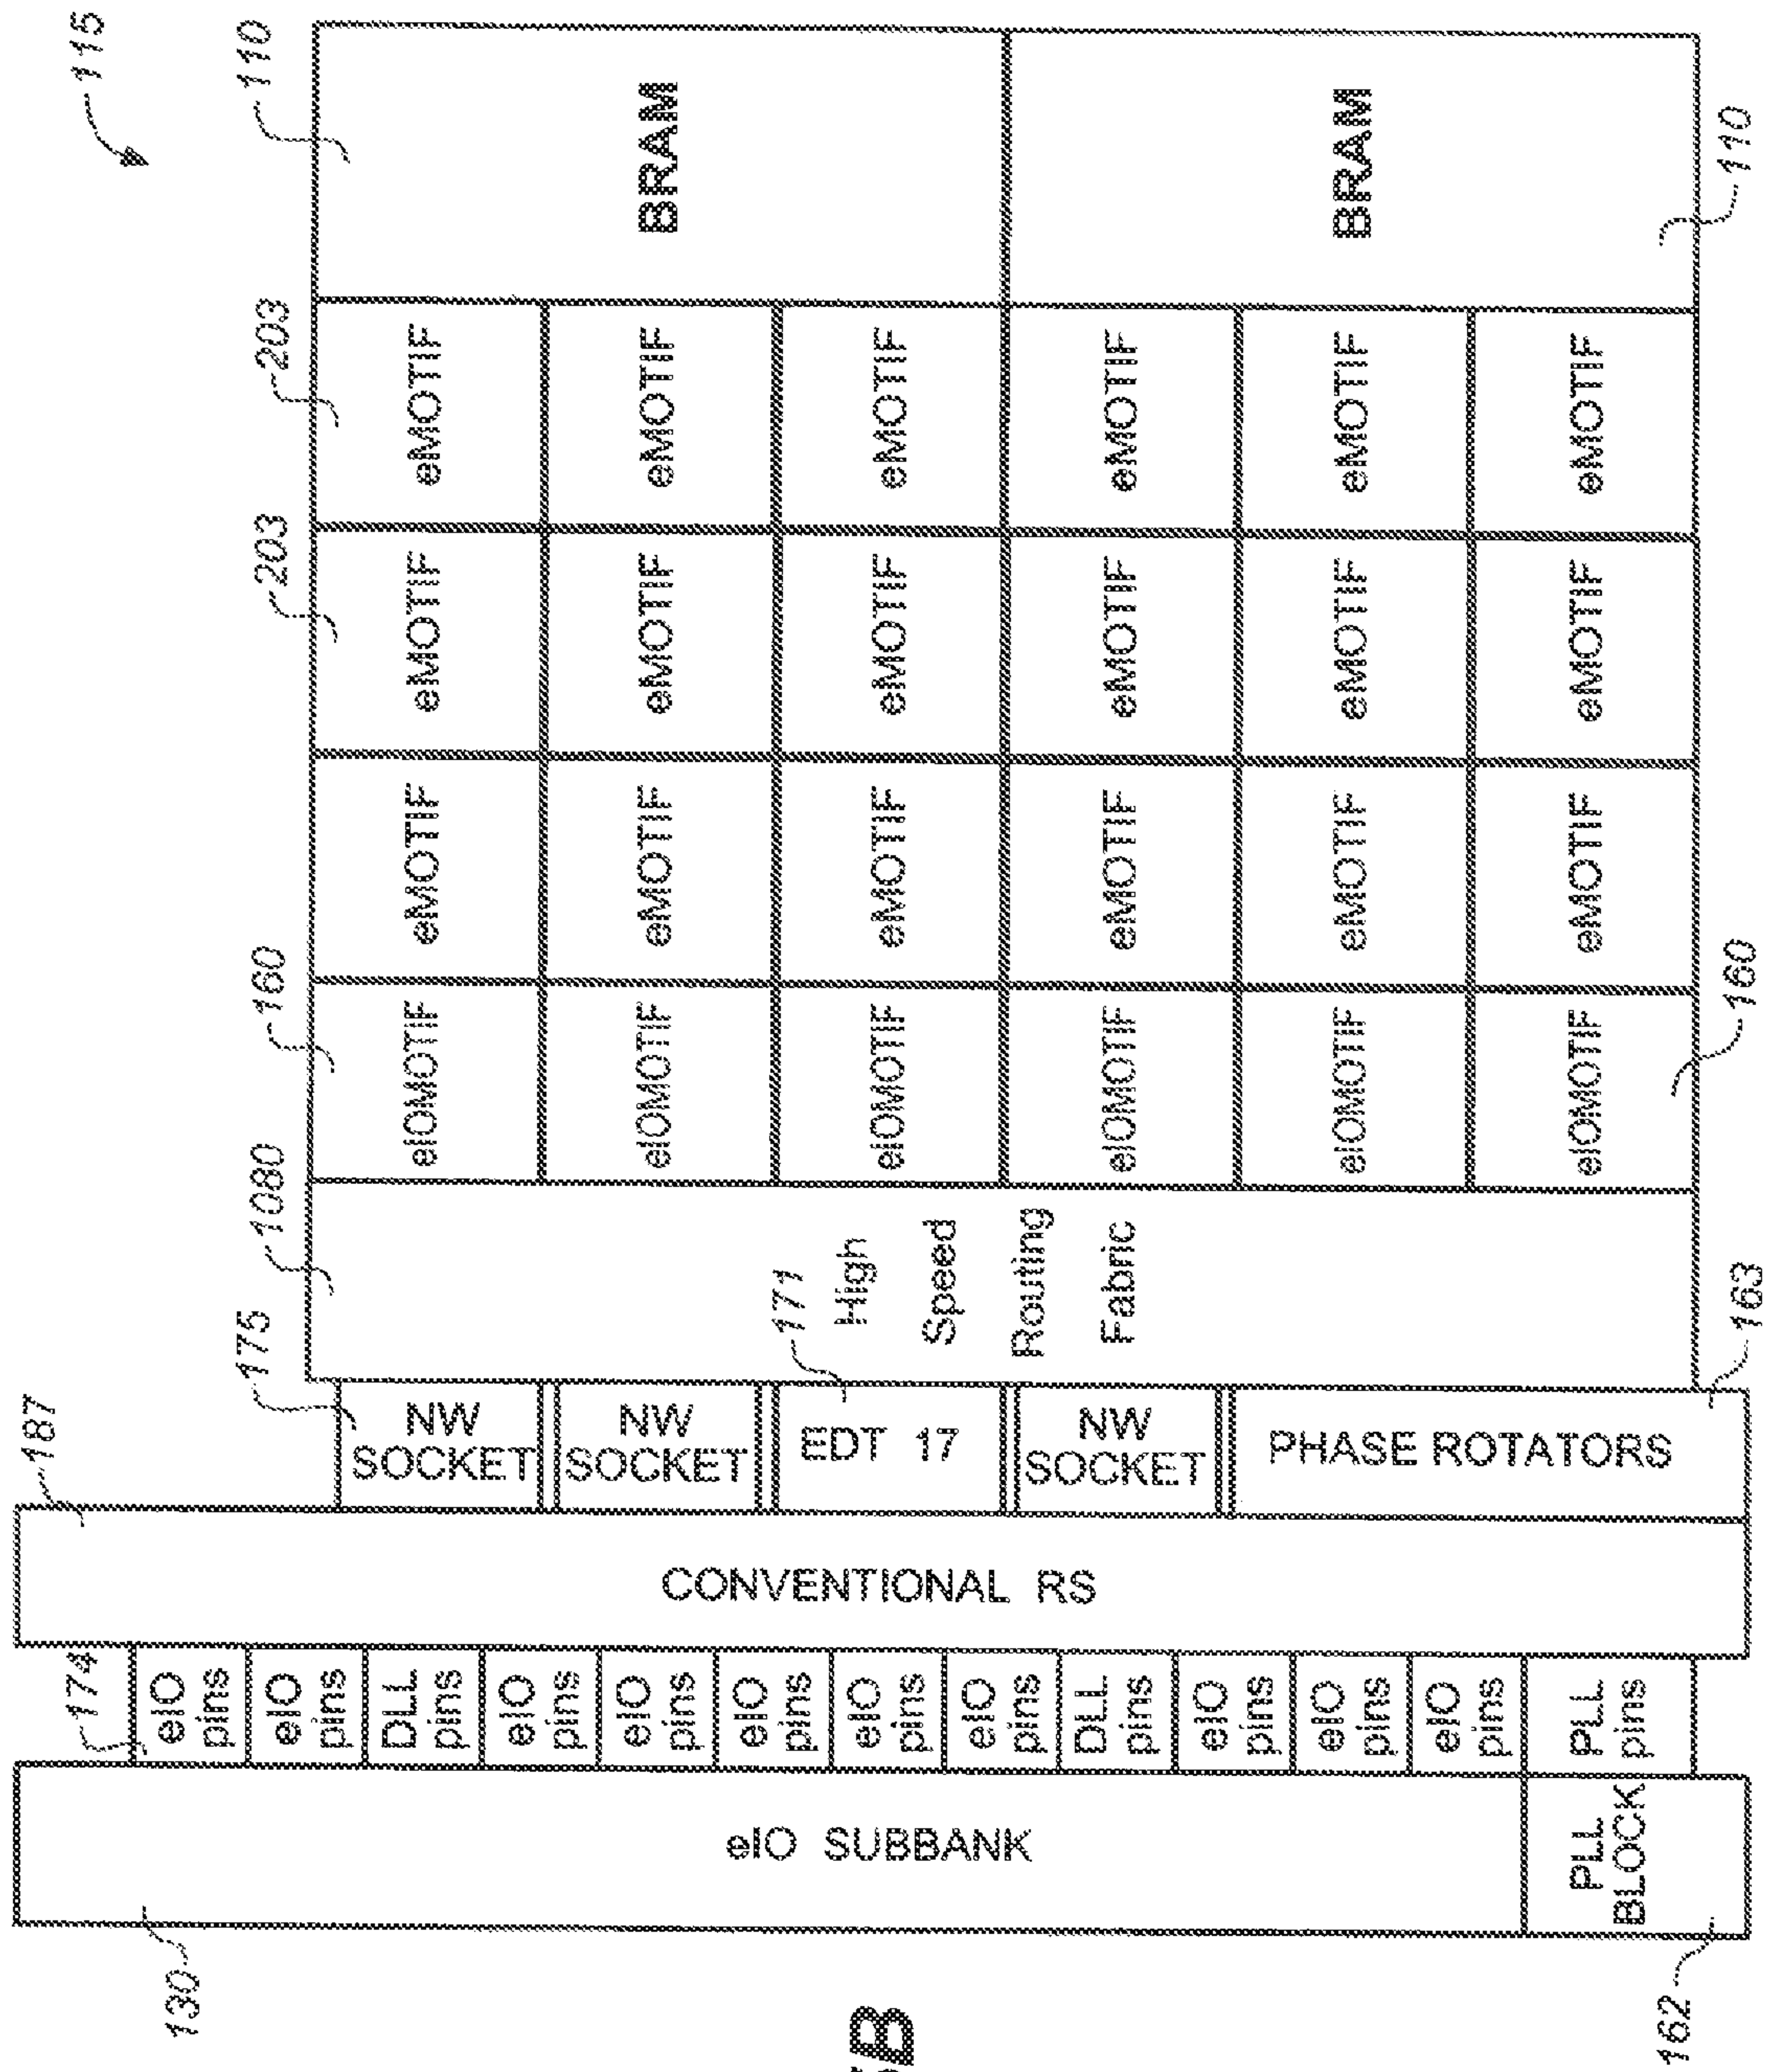 115
110
BRAM
BRAM
110
203
eMOTIF
eMOTIF
eMOTIF
eMOTIF
eMOTIF
eMOTIF
203
eMOTIF
eMOTIF
eMOTIF
eMOTIF
eMOTIF
eMOTIF
eMOTIF
eMOTIF
eMOTIF
eMOTIF
eMOTIF
eMOTIF
160
eIOMOTIF
eIOMOTIF
eIOMOTIF
eIOMOTIF
eIOMOTIF
eIOMOTIF
160
1080
High
Speed
Routing
Fabric
171
175
NW
SOCKET
NW
SOCKET
EDT 17
NW
SOCKET
PHASE ROTATORS
163
187
CONVENTIONAL RS
174
eIO
pins
eIO
pins
DLL
pins
eIO
pins
eIO
pins
eIO
pins
eIO
pins
eIO
pins
DLL
pins
eIO
pins
eIO
pins
eIO
pins
PLL
pins
eIO SUBBANK
PLL
BLOCK
130
162